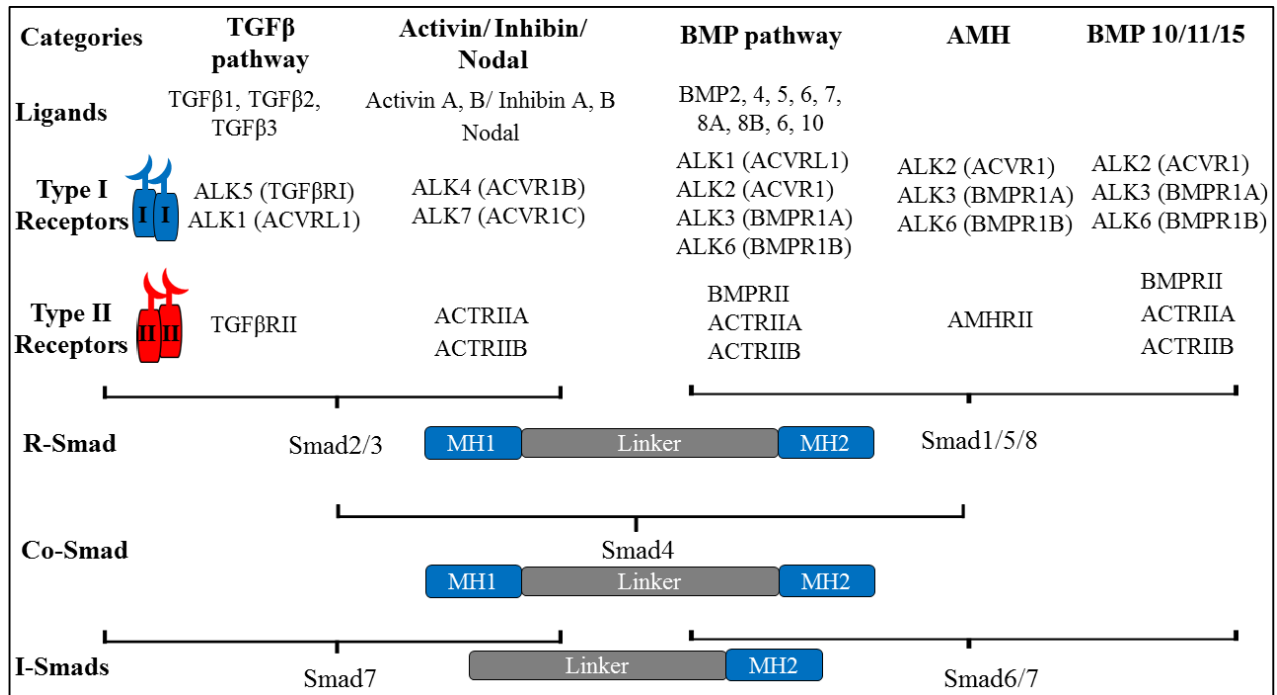 Categories
TGFβ
pathway
Activin/ Inhibin/
Nodal
BMP pathway
AMH
BMP 10/11/15
Ligands
TGFβ1, TGFβ2,
TGFβ3
Activin A, B/ Inhibin A, B
Nodal
BMP2, 4, 5, 6, 7,
8A, 8B, 6, 10
Type I
Receptors
I I
ALK5 (TGFβRI)
ALK1 (ACVRL1)
ALK4 (ACVR1B)
ALK7 (ACVR1C)
ALK1 (ACVRL1)
ALK2 (ACVR1)
ALK3 (BMPR1A)
ALK6 (BMPR1B)
ALK2 (ACVR1)
ALK3 (BMPR1A)
ALK6 (BMPR1B)
ALK2 (ACVR1)
ALK3 (BMPR1A)
ALK6 (BMPR1B)
Type II
Receptors
II II
TGFβRII
ACTRIIA
ACTRIIB
BMPRII
ACTRIIA
ACTRIIB
AMHRII
BMPRII
ACTRIIA
ACTRIIB
R-Smad
Smad2/3
MH1 Linker MH2
Smad1/5/8
Co-Smad
Smad4
MH1 Linker MH2
I-Smads
Smad7
Linker MH2
Smad6/7